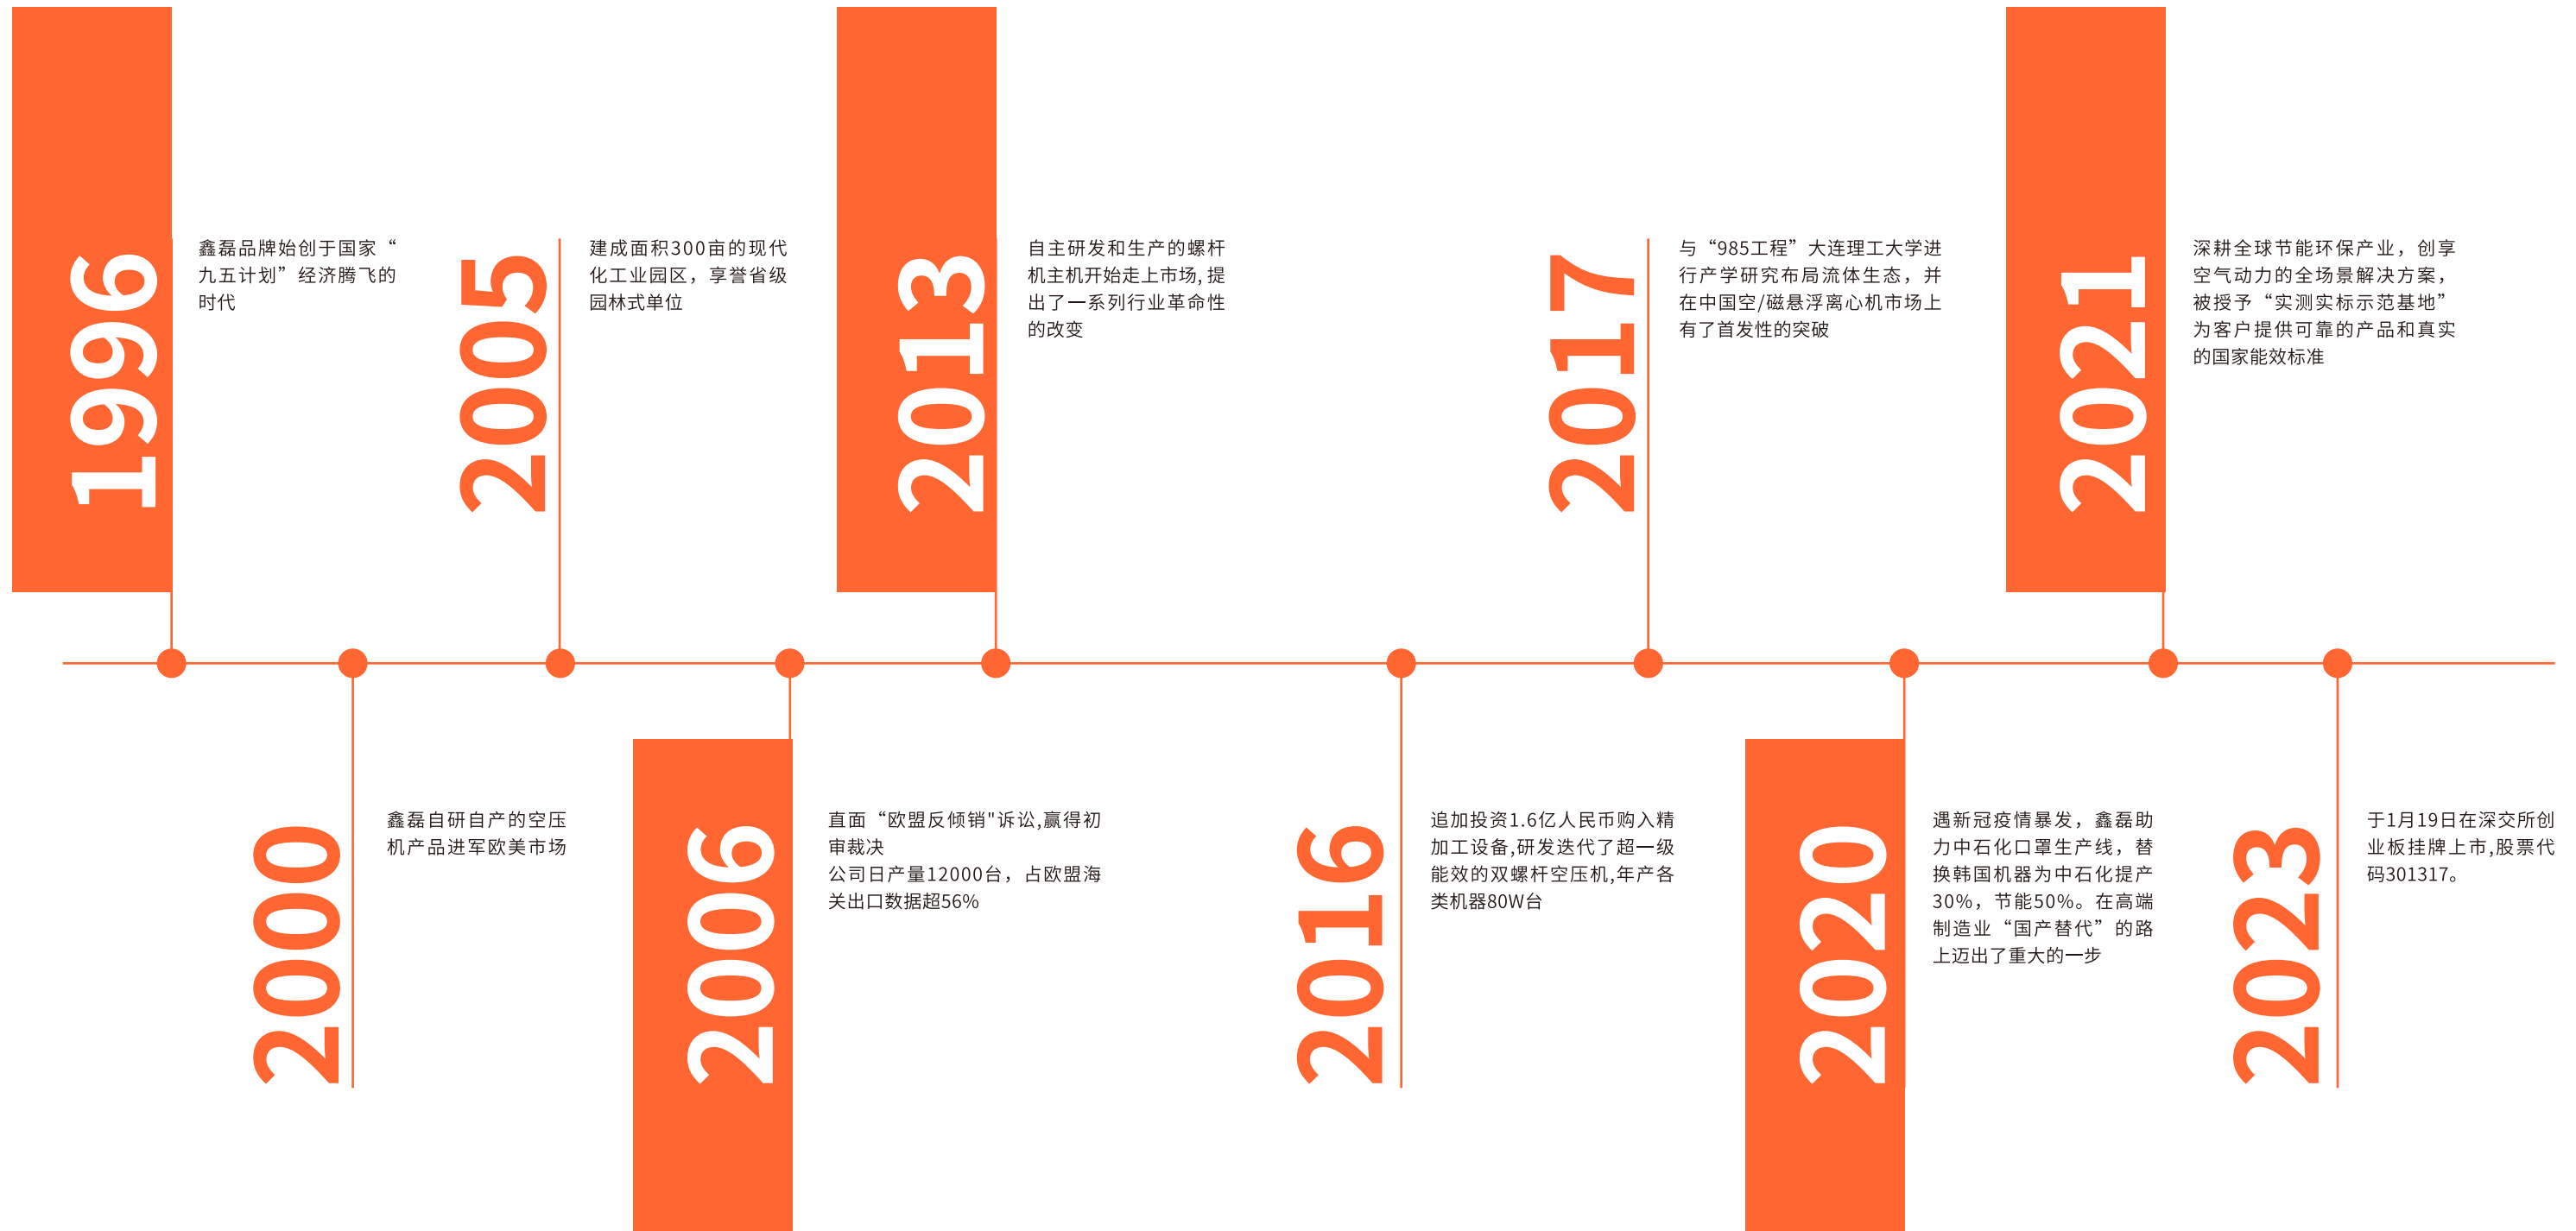 1996
鑫磊品牌始创于国家“
九五计划”经济腾飞的
时代
2000
鑫磊自研自产的空压
机产品进军欧美市场
2005
建成面积300亩的现代
化工业园区，享誉省级
园林式单位
2006
直面“欧盟反倾销"诉讼,赢得初
审裁决
公司日产量12000台，占欧盟海
关出口数据超56%
2013
自主研发和生产的螺杆
机主机开始走上市场,提
出了一系列行业革命性
的改变
2016
追加投资1.6亿人民币购入精
加工设备,研发迭代了超一级
能效的双螺杆空压机,年产各
类机器80W台
2017
与“985工程”大连理工大学进
行产学研究布局流体生态，并
在中国空/磁悬浮离心机市场上
有了首发性的突破
2020
遇新冠疫情暴发，鑫磊助
力中石化口罩生产线，替
换韩国机器为中石化提产
30%，节能50%。在高端
制造业“国产替代”的路
上迈出了重大的一步
2021
深耕全球节能环保产业，创享
空气动力的全场景解决方案，
被授予“实测实标示范基地”
为客户提供可靠的产品和真实
的国家能效标准
2023
于1月19日在深交所创
业板挂牌上市,股票代
码301317。